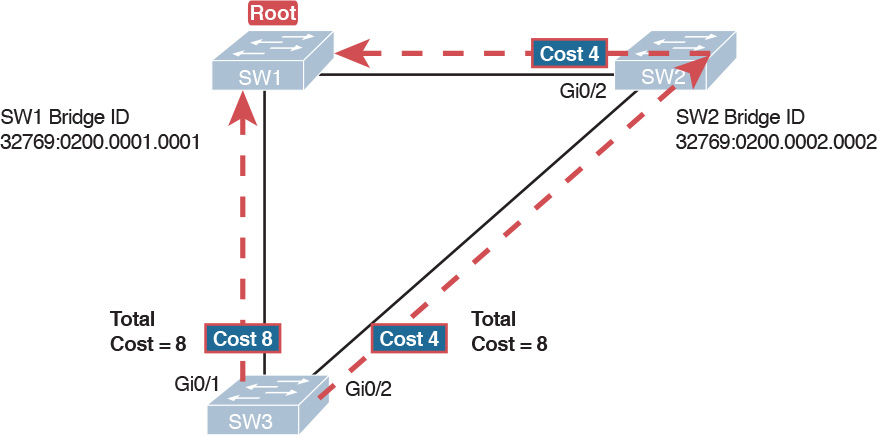 Root
SW1
Cost 4
SW2
Gi0/2
SW1 Bridge ID
32769:0200.0001.0001
SW2 Bridge ID
32769:0200.0002.0002
Total
Cost = 8
Cost 8
Cost 4
Total
Cost = 8
Gi0/1
Gi0/2
SW3